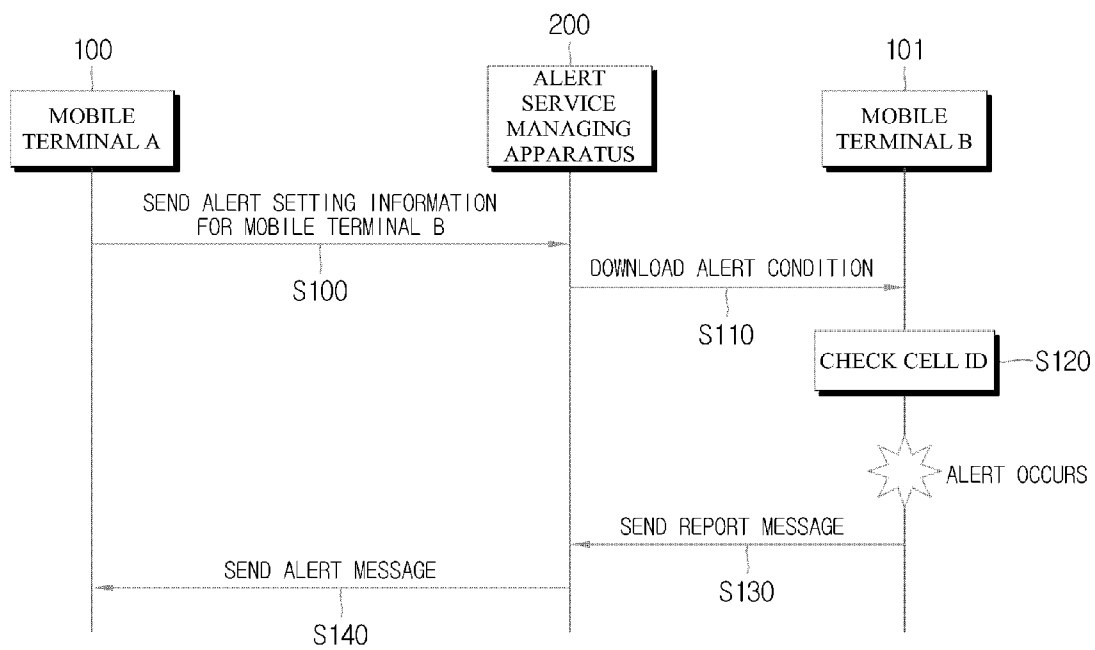 100
200
101
MOBILE
TERMINAL A
ALERT
SERVICE
MANAGING
APPARATUS
MOBILE
TERMINAL B
SEND ALERT SETTING INFORMATION
FOR MOBILE TERMINAL B
S100
DOWNLOAD ALERT CONDITION
S110
CHECK CELL ID
S120
ALERT OCCURS
SEND REPORT MESSAGE
S130
SEND ALERT MESSAGE
S140